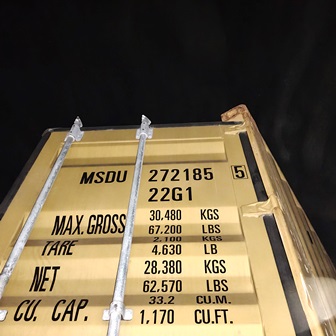 MSDU 272185 5
22G1
MAX. GROSS 30.480 KGS
67.200 LBS
TARE 2.100 KGS
4.630 LB
NET 28.380 KGS
62.570 LBS
CU. CAP. 33.2 CU.M.
1.170 CU.FT.